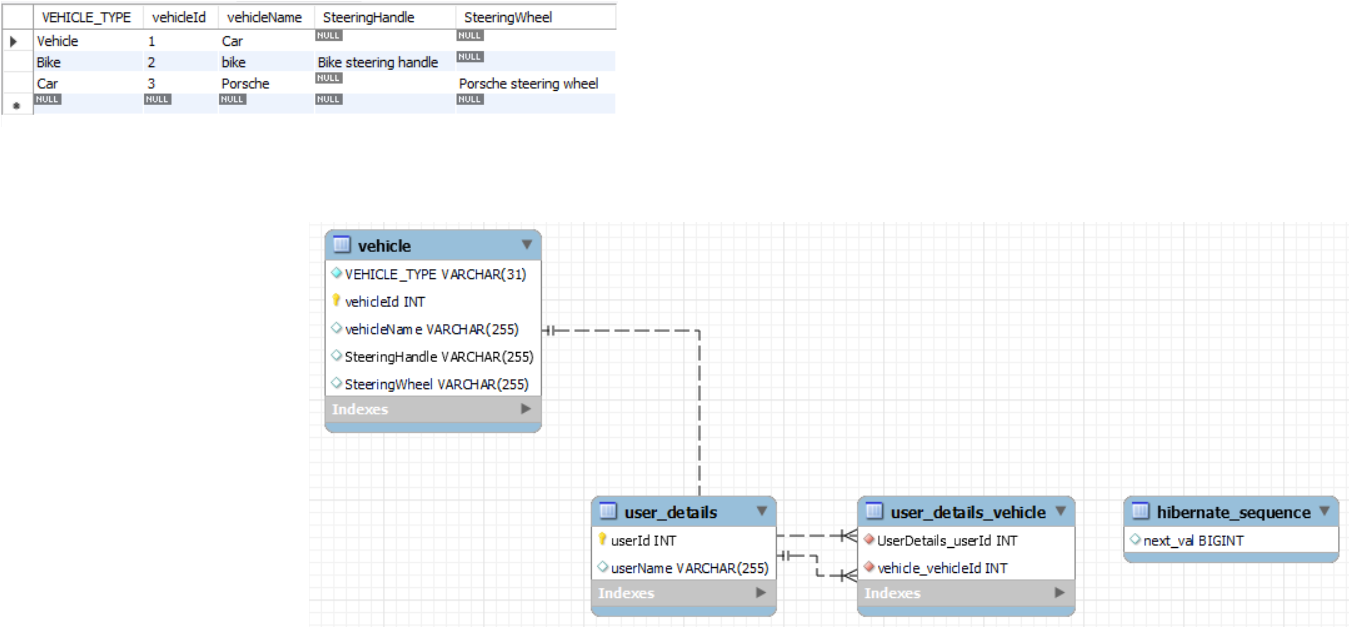 VEHICLE_TYPE vehicleId vehicleName SteeringHandle SteeringWheel
Vehicle 1 Car NULL NULL
Bike 2 bike Bike steering handle NULL
Car 3 Porsche NULL Porsche steering wheel
NULL NULL NULL NULL NULL
vehicle
VEHICLE_TYPE VARCHAR(31)
vehicleId INT
vehicleName VARCHAR(255)
SteeringHandle VARCHAR(255)
SteeringWheel VARCHAR(255)
Indexes
user_details
userId INT
userName VARCHAR(255)
Indexes
user_details_vehicle
UserDetails_userId INT
vehicle_vehicleId INT
Indexes
hibernate_sequence
next_val BIGINT